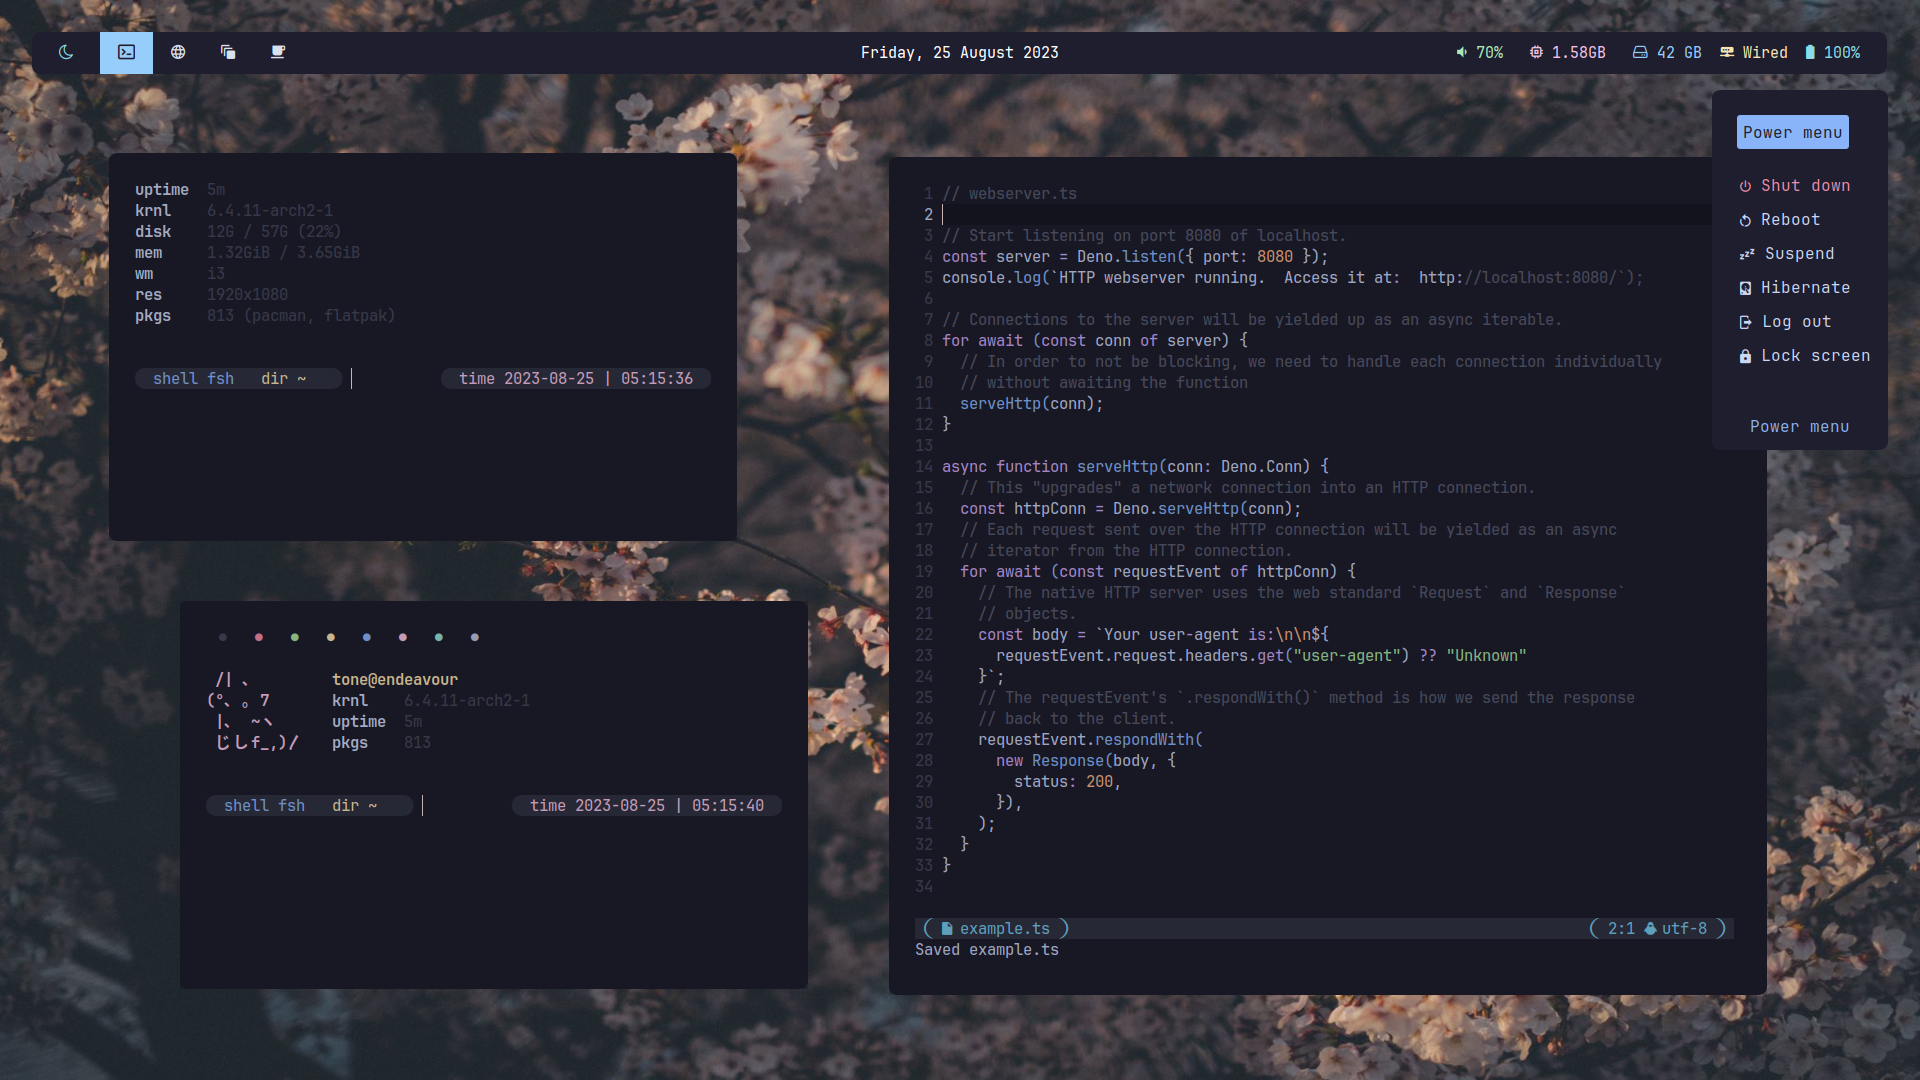 Friday, 25 August 2023
70% 1.58GB 42 GB Wired 100%
Power menu
Shut down
Reboot
Suspend
Hibernate
Log out
Lock screen
Power menu
uptime 5m
krnl 6.4.11-arch2-1
disk 12G / 57G (22%)
mem 1.32GiB / 3.65GiB
wm i3
res 1920x1080
pkgs 813 (pacman, flatpak)
shell fsh dir ~ time 2023-08-25 | 05:15:36
/| 、 tone@endeavour
(°、 。 7 krnl 6.4.11-arch2-1
|、 ~ヽ uptime 5m
じしf_,)/ pkgs 813
shell fsh dir ~ time 2023-08-25 | 05:15:40
1 // webserver.ts
2
3 // Start listening on port 8080 of localhost.
4 const server = Deno.listen({ port: 8080 });
5 console.log(`HTTP webserver running.  Access it at:  http://localhost:8080/`);
6
7 // Connections to the server will be yielded up as an async iterable.
8 for await (const conn of server) {
9   // In order to not be blocking, we need to handle each connection individually
10   // without awaiting the function
11   serveHttp(conn);
12 }
13
14 async function serveHttp(conn: Deno.Conn) {
15   // This "upgrades" a network connection into an HTTP connection.
16   const httpConn = Deno.serveHttp(conn);
17   // Each request sent over the HTTP connection will be yielded as an async
18   // iterator from the HTTP connection.
19   for await (const requestEvent of httpConn) {
20     // The native HTTP server uses the web standard `Request` and `Response`
21     // objects.
22     const body = `Your user-agent is:\n\n${
23       requestEvent.request.headers.get("user-agent") ?? "Unknown"
24     }`;
25     // The requestEvent's `.respondWith()` method is how we send the response
26     // back to the client.
27     requestEvent.respondWith(
28       new Response(body, {
29         status: 200,
30       }),
31     );
32   }
33 }
34
( example.ts ) ( 2:1 utf-8 )
Saved example.ts